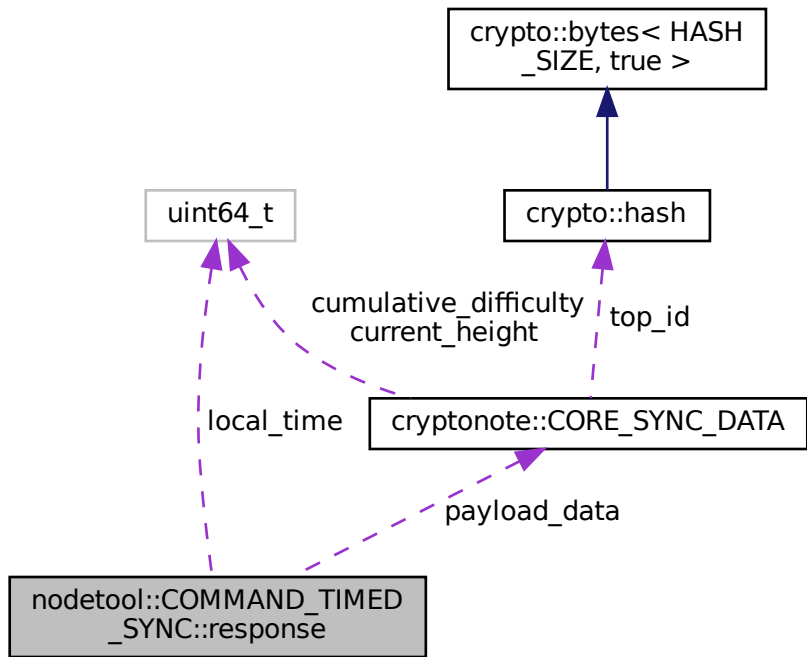 crypto::bytes< HASH
_SIZE, true >
uint64_t
crypto::hash
cumulative_difficulty
current_height
top_id
cryptonote::CORE_SYNC_DATA
local_time
payload_data
nodetool::COMMAND_TIMED
_SYNC::response